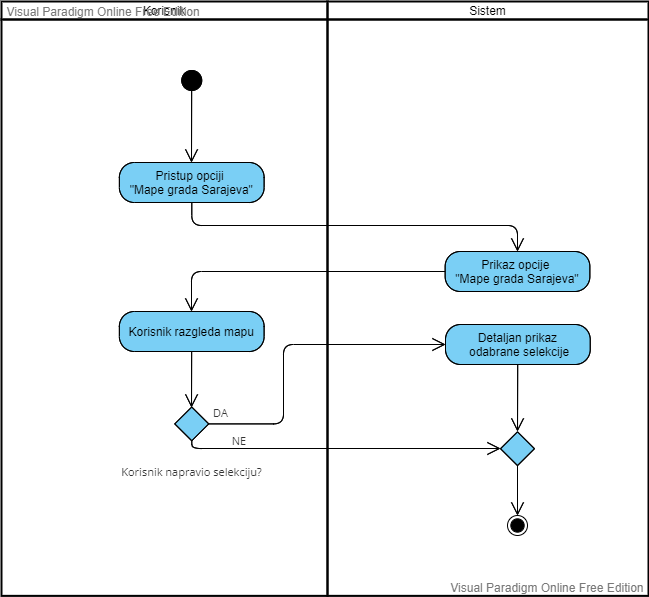 Visual Paradigm Online Free Edition
Korisnik
Sistem
Pristup opciji
"Mape grada Sarajeva"
Prikaz opcije
"Mape grada Sarajeva"
Korisnik razgleda mapu
Detaljan prikaz
odabrane selekcije
DA
NE
Korisnik napravio selekciju?
Visual Paradigm Online Free Edition